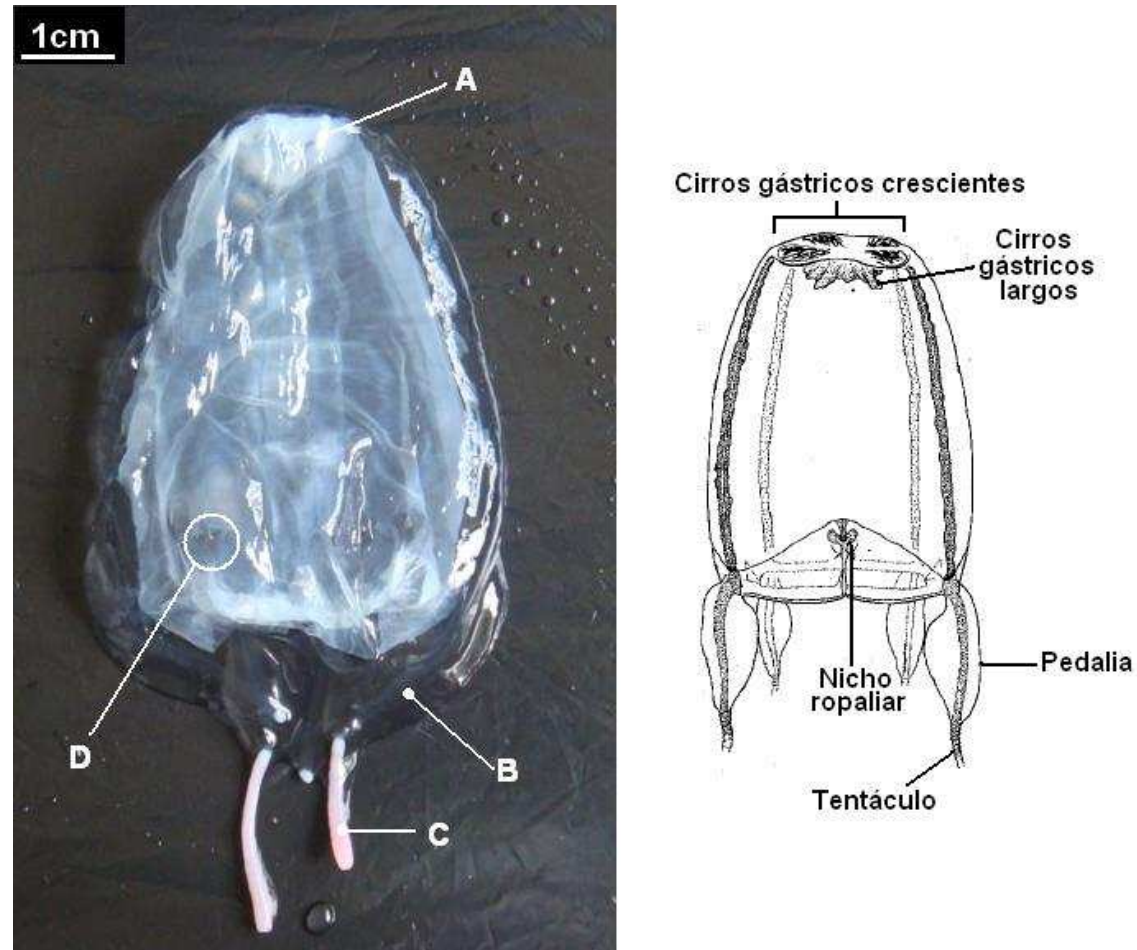 1cm
A
B
C
D
Cirros gástricos crescientes
Cirros
gástricos
largos
Nicho
ropaliar
Pedalia
Tentáculo